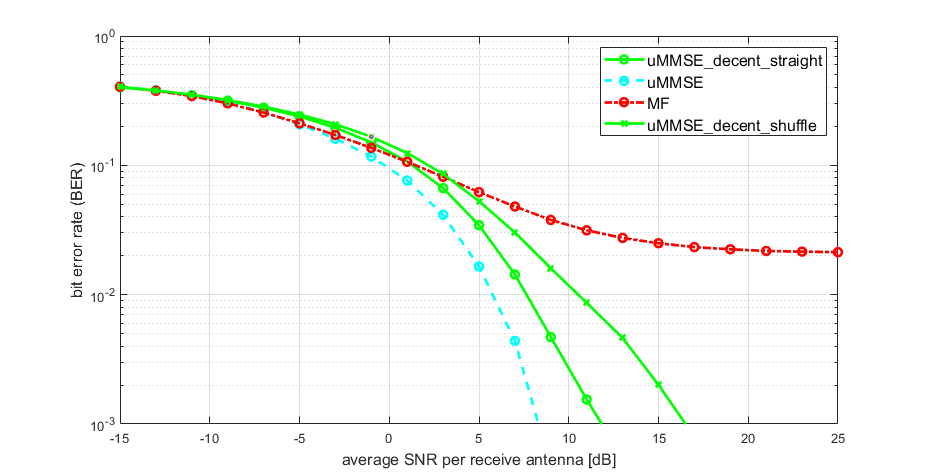 10^0
10^-1
10^-2
10^-3
bit error rate (BER)
uMMSE_decent_straight
uMMSE
MF
uMMSE_decent_shuffle
-15 -10 -5 0 5 10 15 20 25
average SNR per receive antenna [dB]